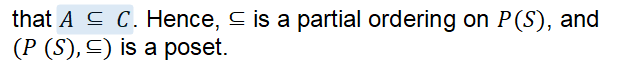 that A ⊆ C. Hence, ⊆ is a partial ordering on P(S), and
(P (S), ⊆) is a poset.